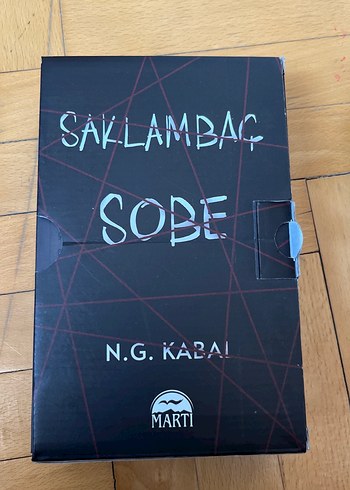 SAKLAMBAÇ
SOBE
N.G. KABAL
MARTI